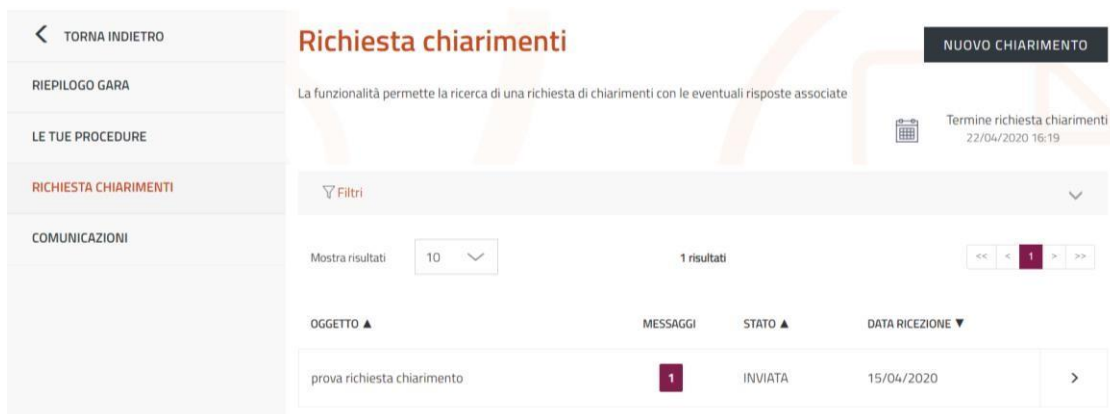 TORNA INDIETRO
RIEPILOGO GARA
LE TUE PROCEDURE
RICHIESTA CHIARIMENTI
COMUNICAZIONI
Richiesta chiarimenti
NUOVO CHIARIMENTO
La funzionalità permette la ricerca di una richiesta di chiarimenti con le eventuali risposte associate
Termine richiesta chiarimenti
22/04/2020 16:19
Filtri
Mostra risultati 10 1 risultati << < 1 > >>
OGGETTO ▲ MESSAGGI STATO ▲ DATA RICEZIONE ▼
prova richiesta chiarimento 1 INVIATA 15/04/2020 >